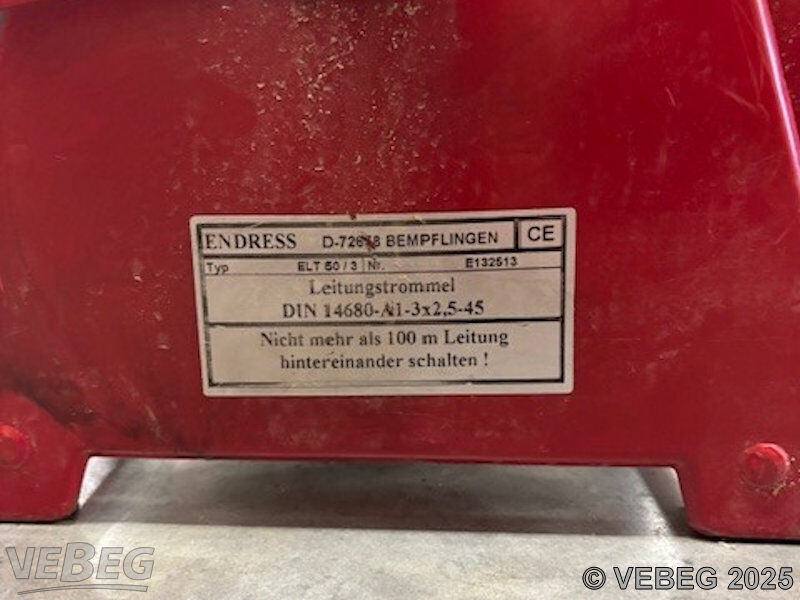 ENDRESS D-72678 BEMPFLINGEN CE
Typ ELT 50 / 3 Nr. E132513
Leitungstrommel
DIN 14680-A1-3x2,5-45
Nicht mehr als 100 m Leitung
hintereinander schalten !
VEBEG
© VEBEG 2025